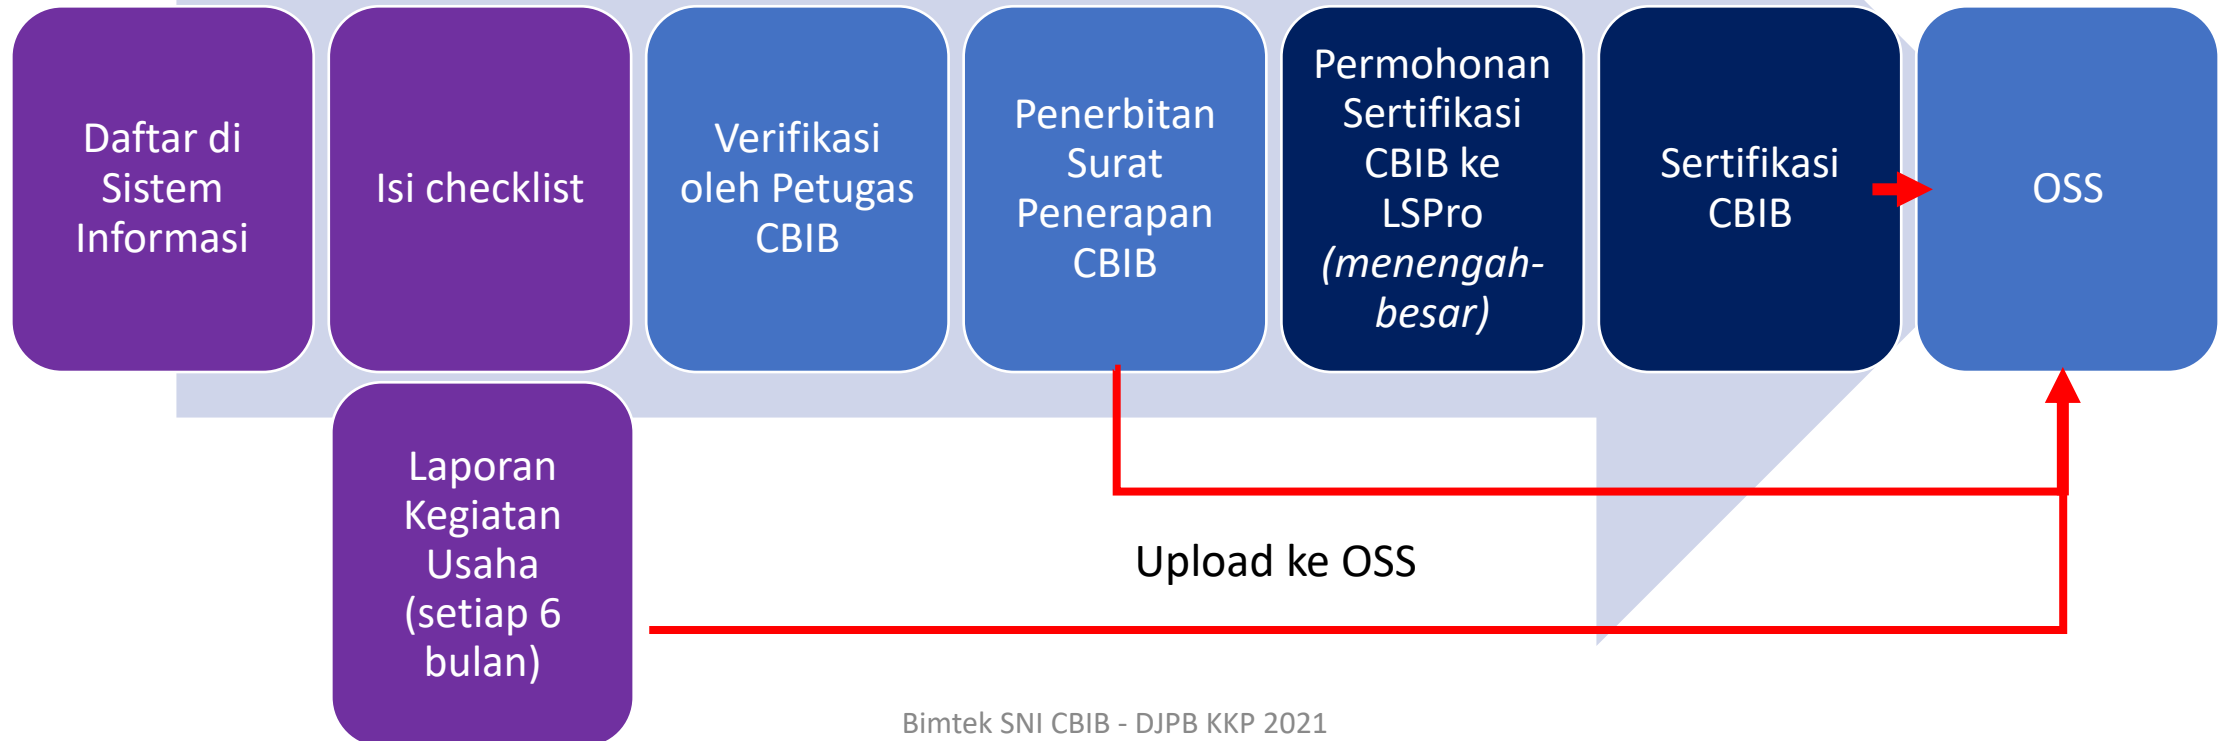 Daftar di
Sistem
Informasi
Isi checklist
Verifikasi
oleh Petugas
CBIB
Penerbitan
Surat
Penerapan
CBIB
Permohonan
Sertifikasi
CBIB ke
LSPro
(menengah-
besar)
Sertifikasi
CBIB
OSS
Laporan
Kegiatan
Usaha
(setiap 6
bulan)
Upload ke OSS
Bimtek SNI CBIB - DJPB KKP 2021